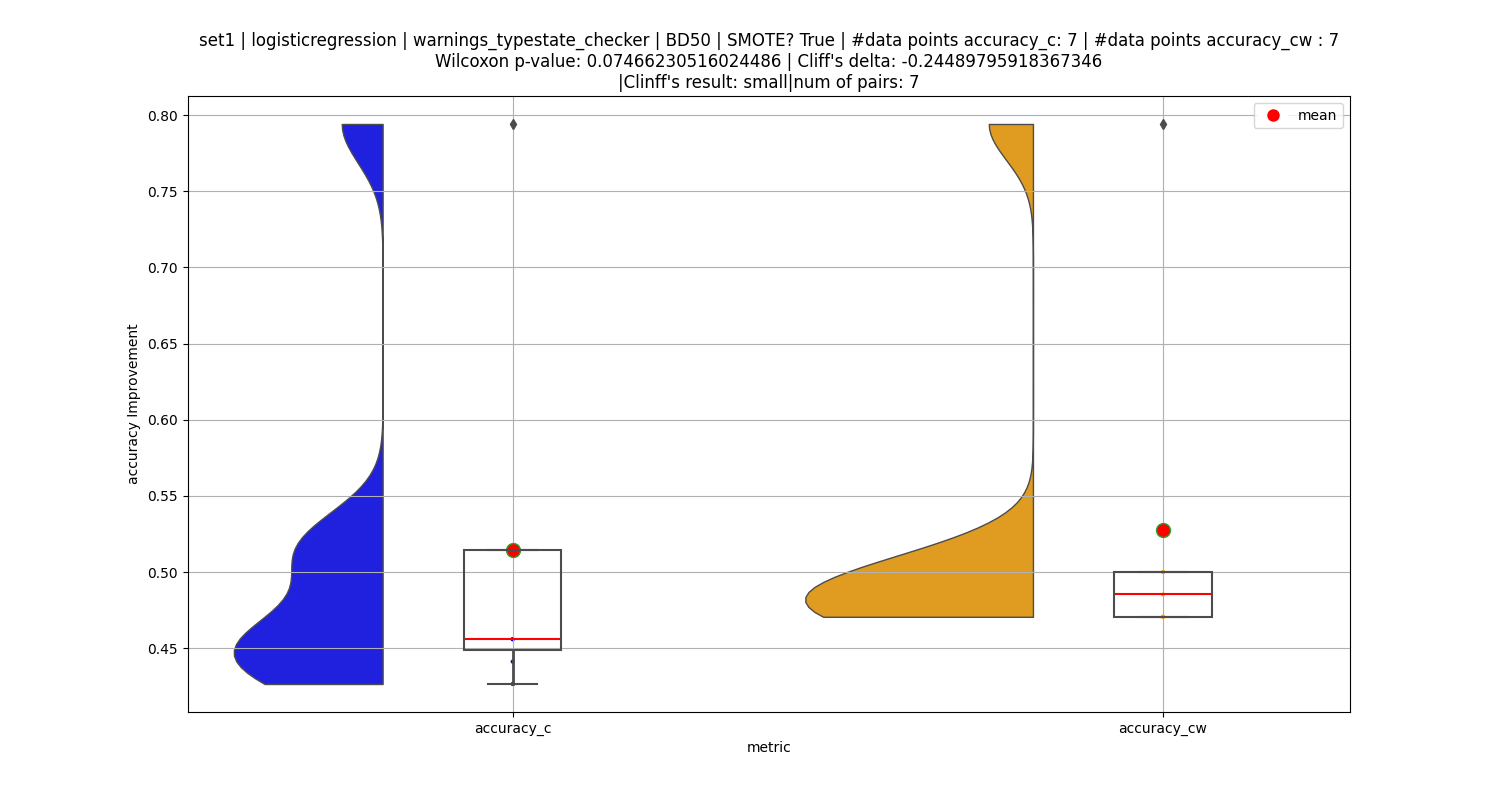 set1 | logisticregression | warnings_typestate_checker | BD50 | SMOTE? True | #data points accuracy_c: 7 | #data points accuracy_cw : 7
Wilcoxon p-value: 0.07466230516024486 | Cliff's delta: -0.24489795918367346
|Clinff's result: small|num of pairs: 7
mean
0.80
0.75
0.70
0.65
0.60
0.55
0.50
0.45
accuracy Improvement
accuracy_c
accuracy_cw
metric